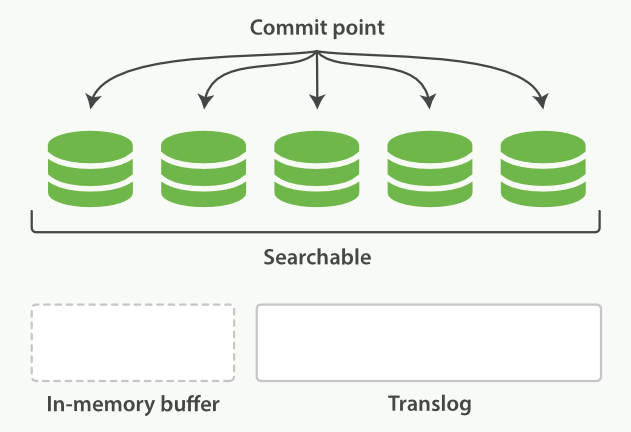 Commit point
Searchable
In-memory buffer
Translog